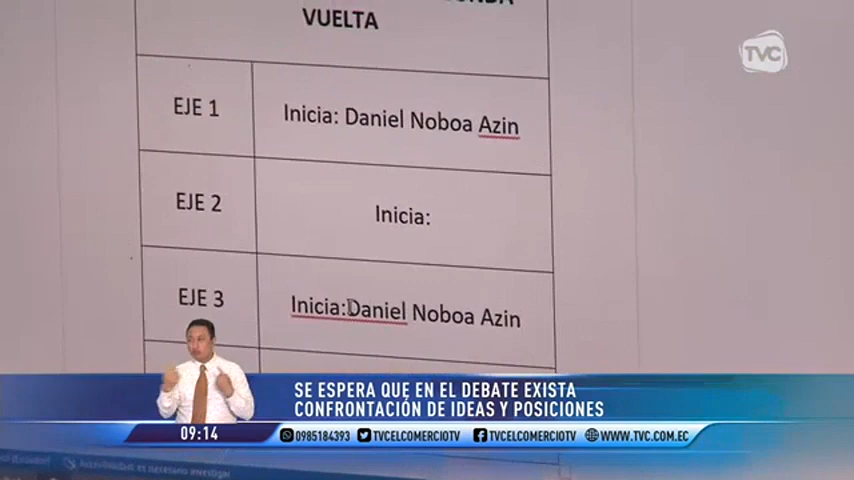 VUELTA
TVC
EJE 1
Inicia: Daniel Noboa Azin
EJE 2
Inicia:
EJE 3
Inicia:Daniel Noboa Azin
SE ESPERA QUE EN EL DEBATE EXISTA
CONFRONTACIÓN DE IDEAS Y POSICIONES
09:14
0985184393
TVCELCOMERCIOTV
TVCELCOMERCIOTV
WWW.TVC.COM.EC